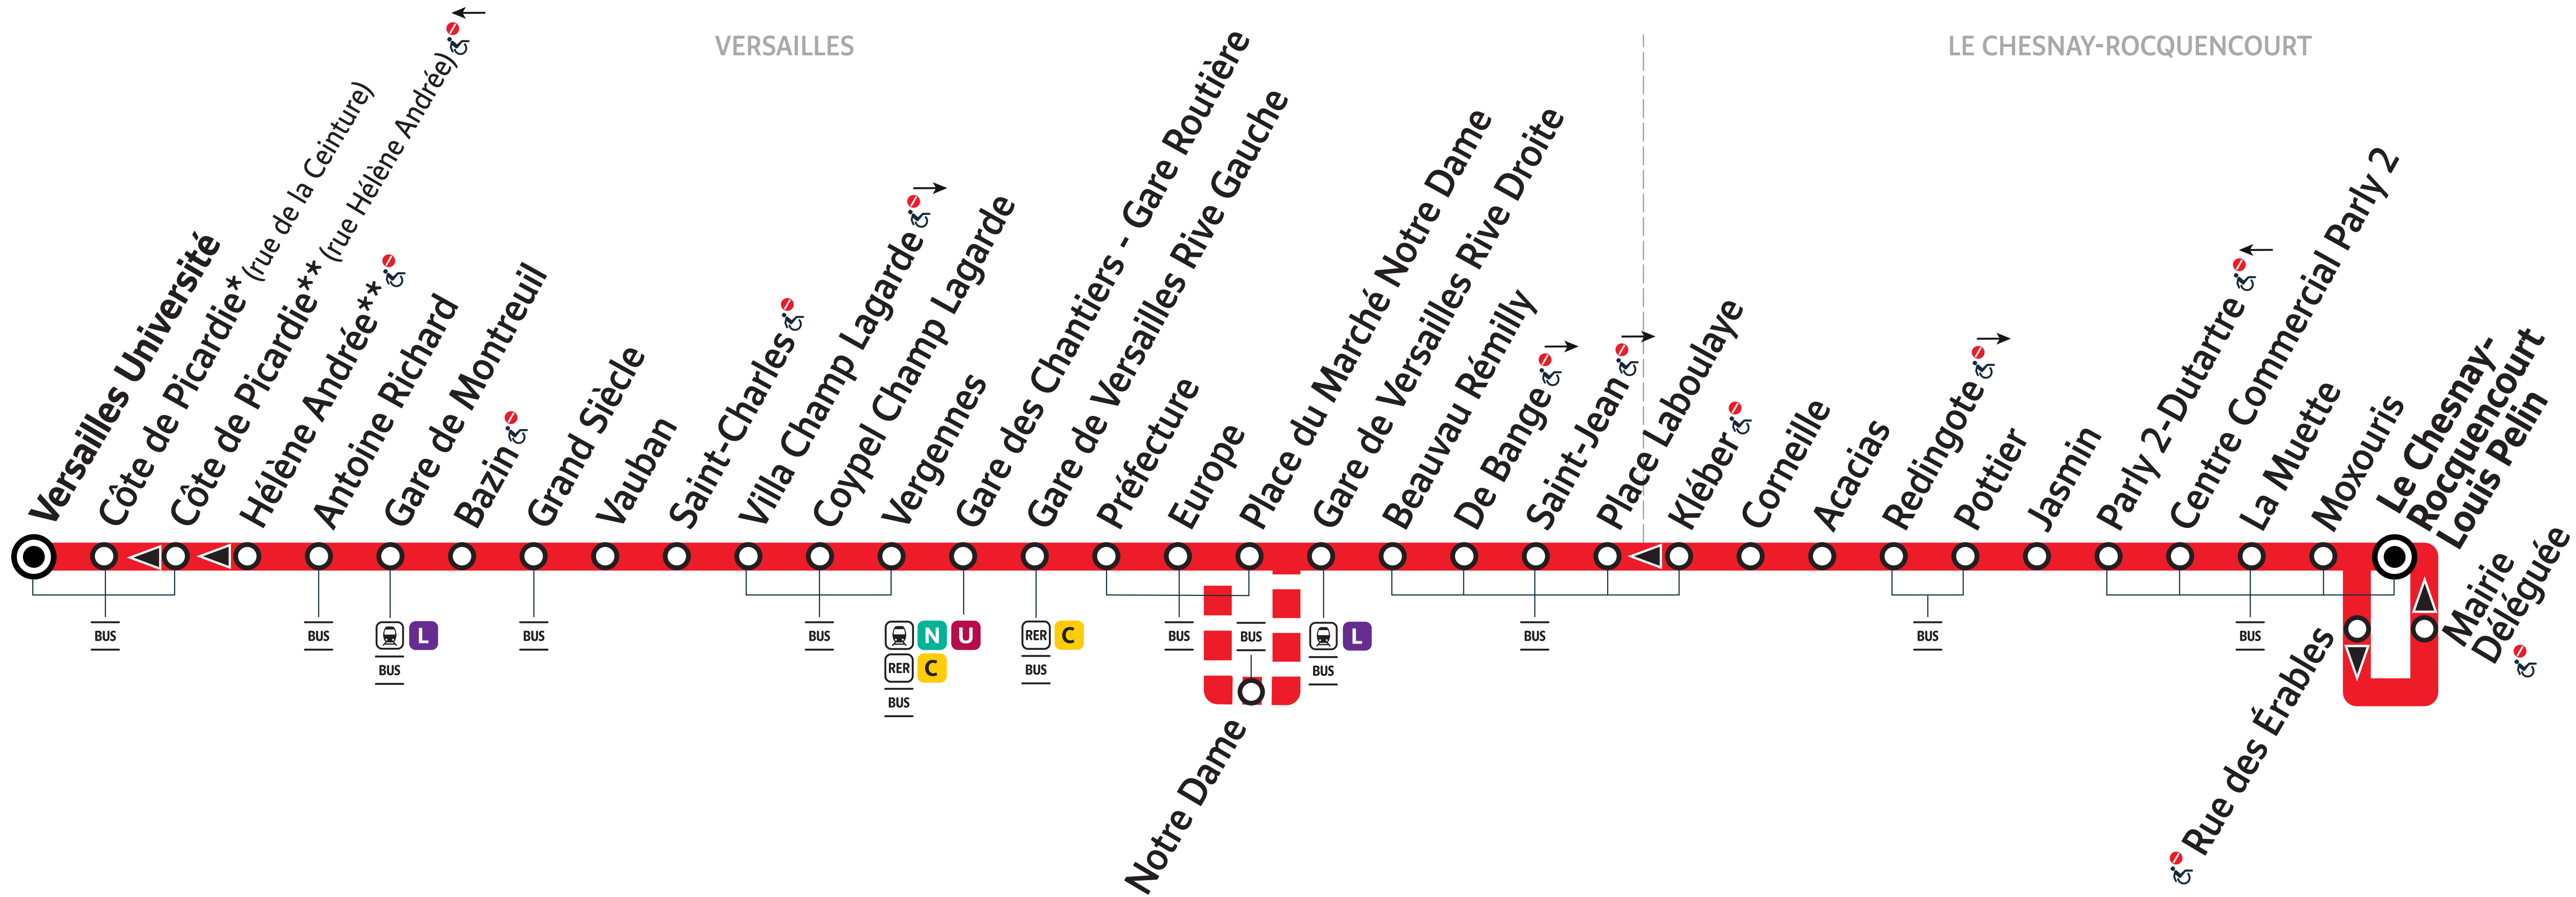 VERSAILLES
LE CHESNAY-ROCQUENCOURT
Versailles Université
Côte de Picardie* (rue de la Ceinture)
Côte de Picardie** (rue Hélène Andrée)
Hélène Andrée**
Antoine Richard
Gare de Montreuil
Bazin
Grand Siècle
Vauban
Saint-Charles
Villa Champ Lagarde
Coypel Champ Lagarde
Vergennes
Gare des Chantiers - Gare Routière
Gare de Versailles Rive Gauche
Préfecture
Europe
Place du Marché Notre Dame
Gare de Versailles Rive Droite
Beauvau Rémilly
De Bange
Saint-Jean
Place Laboulaye
Kléber
Corneille
Acacias
Redingote
Pottier
Jasmin
Parly 2-Dutartre
Centre Commercial Parly 2
La Muette
Moxouris
Le Chesnay-
Rocquencourt
Louis Pelin
Mairie
Déléguée
Rue des Érables
Notre Dame
BUS
BUS
L
BUS
BUS
BUS
N U
RER C
BUS
RER C
BUS
BUS
BUS
L
BUS
BUS
BUS
BUS